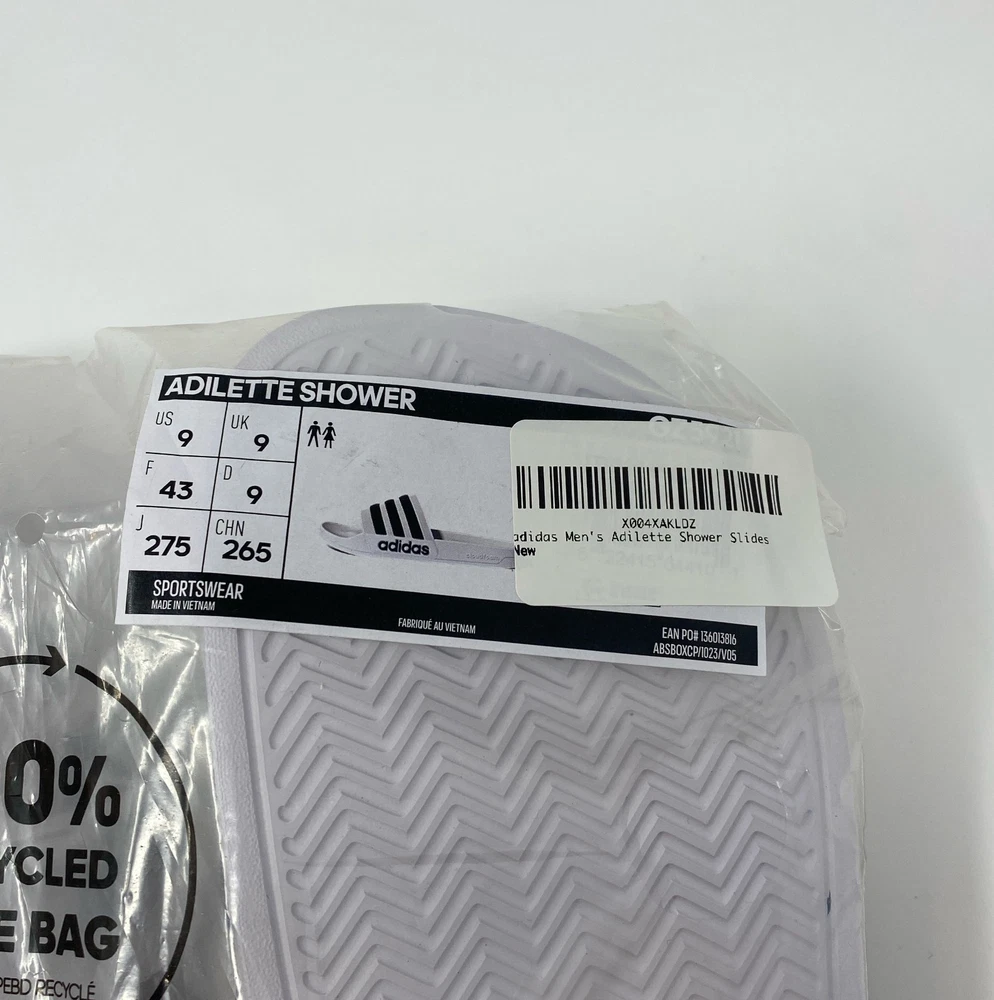 ADILETTE SHOWER
US 9
UK 9
F 43
D 9
J 275
CHN 265
adidas
X004XAKLDZ
adidas Men's Adilette Shower Slides
New
SPORTSWEAR
MADE IN VIETNAM
FABRIQUÉ AU VIETNAM
EAN PO# 136013816
ABSBOXCP/1023/V05
0%
YCLED
E BAG
PEBD RECYCLÉ